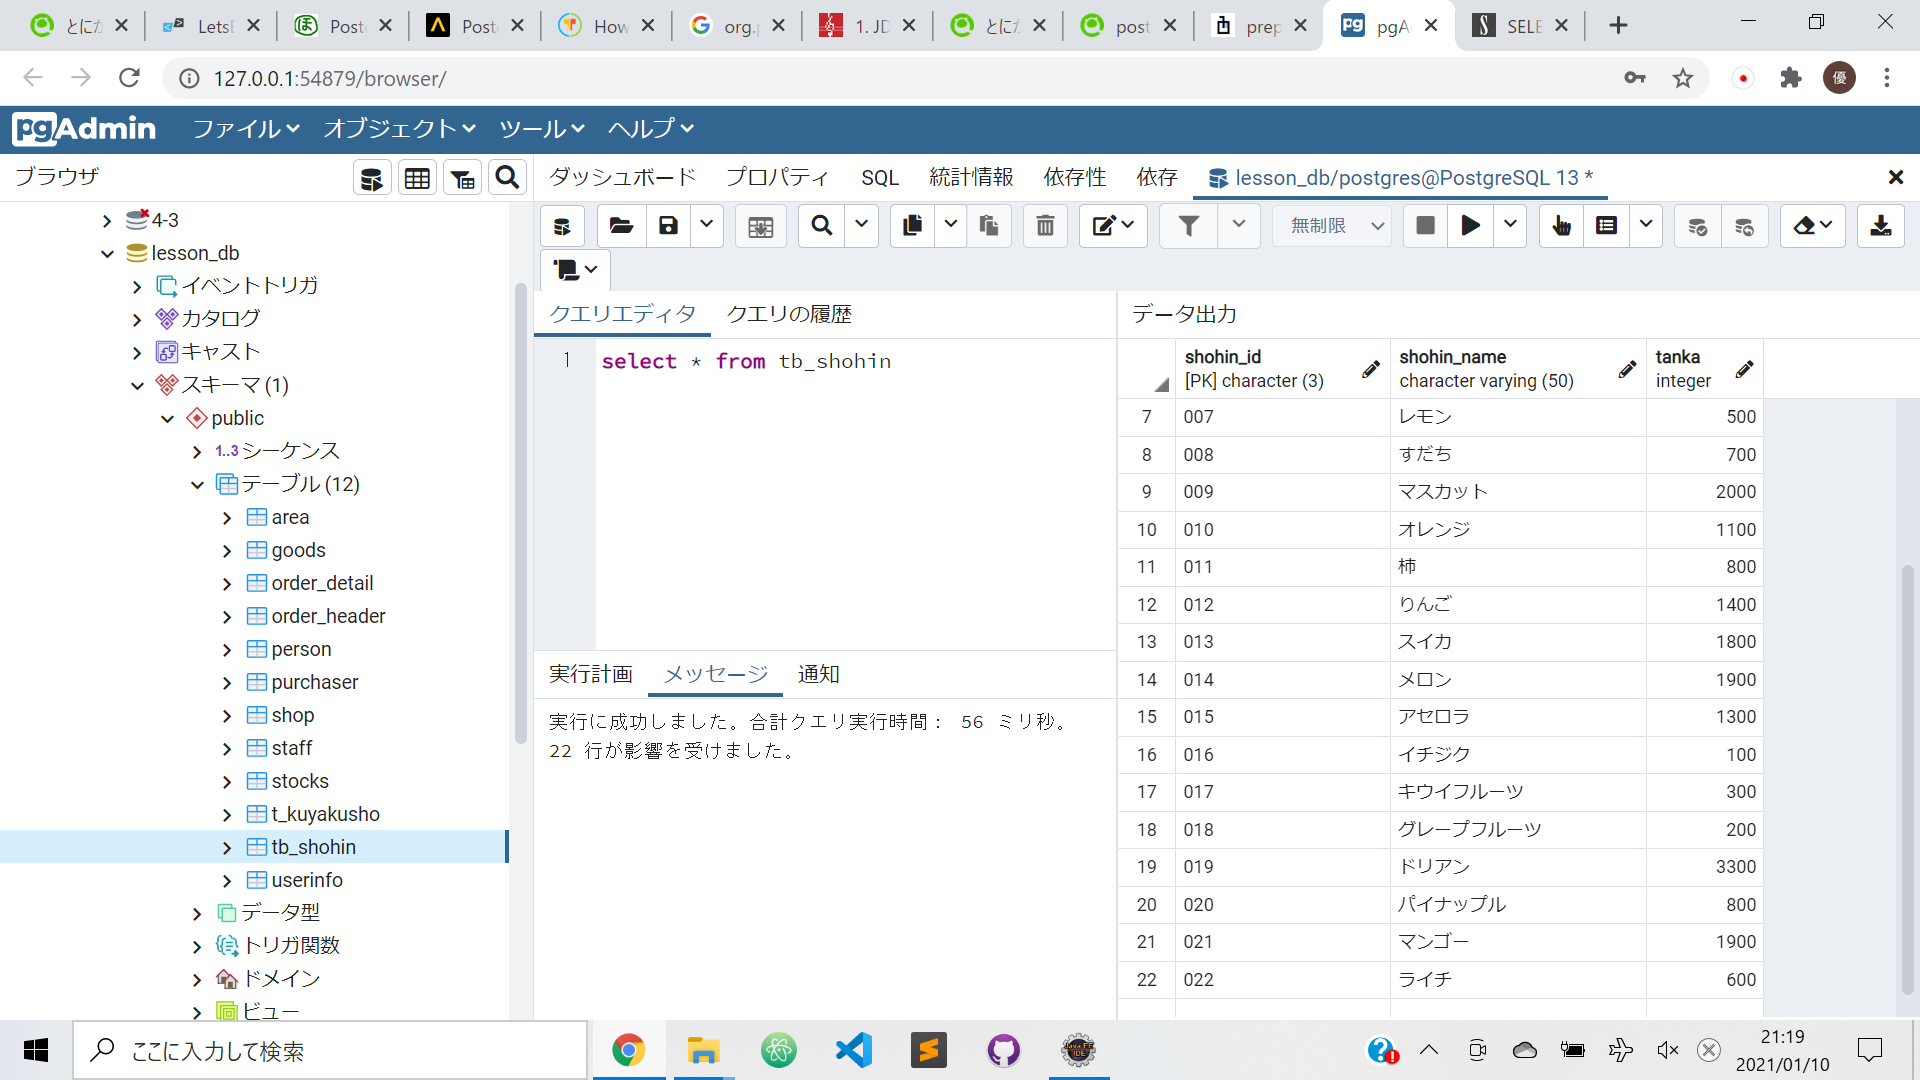 とにか
LetsE
Post
Post
How
org.p
1. JD
とにか
post
prep
pgA
SELE
127.0.0.1:54879/browser/
優
pgAdmin
ファイル
オブジェクト
ツール
ヘルプ
ブラウザ
ダッシュボード
プロパティ
SQL
統計情報
依存性
依存
lesson_db/postgres@PostgreSQL 13 *
無制限
4-3
lesson_db
イベントトリガ
カタログ
キャスト
スキーマ (1)
public
1..3 シーケンス
テーブル (12)
area
goods
order_detail
order_header
person
purchaser
shop
staff
stocks
t_kuyakusho
tb_shohin
userinfo
データ型
トリガ関数
ドメイン
ビュー
クエリエディタ
クエリの履歴
1 select * from tb_shohin
実行計画
メッセージ
通知
実行に成功しました。合計クエリ実行時間： 56 ミリ秒。
22 行が影響を受けました。
データ出力
shohin_id
[PK] character (3)
shohin_name
character varying (50)
tanka
integer
7 007 レモン 500
8 008 すだち 700
9 009 マスカット 2000
10 010 オレンジ 1100
11 011 柿 800
12 012 りんご 1400
13 013 スイカ 1800
14 014 メロン 1900
15 015 アセロラ 1300
16 016 イチジク 100
17 017 キウイフルーツ 300
18 018 グレープフルーツ 200
19 019 ドリアン 3300
20 020 パイナップル 800
21 021 マンゴー 1900
22 022 ライチ 600
ここに入力して検索
21:19
2021/01/10